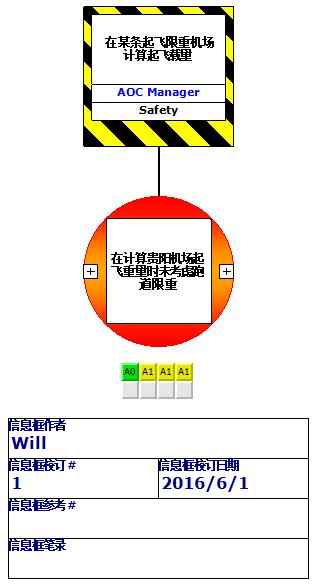 在某条起飞限重机场
计算起飞载量
AOC Manager
Safety
在计算贵阳机场起
飞重量时未考虑跑
道限重
+ +
A0 A1 A1 A1
信息框作者
Will
信息框校订 # 信息框校订日期
1 2016/6/1
信息框参考 #
信息框笔录